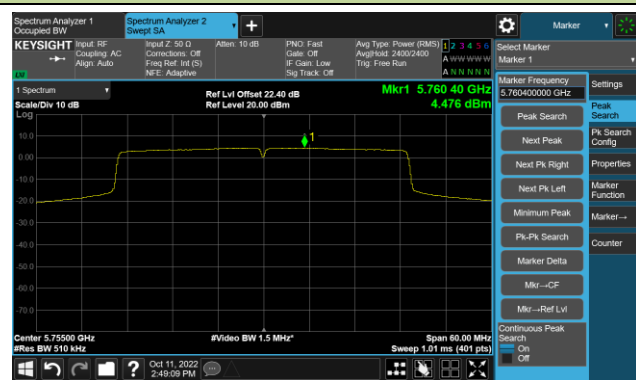 Spectrum Analyzer 1
Occupied BW
Spectrum Analyzer 2
Swept SA
Marker
KEYSIGHT
Input: RF
Coupling: AC
Align: Auto
Input Z: 50 Ω
Corrections: Off
Freq Ref: Int (S)
NFE: Adaptive
Atten: 10 dB
PNO: Fast
Gate: Off
IF Gain: Low
Sig Track: Off
Avg Type: Power (RMS)
Avg|Hold: 2400/2400
Trig: Free Run
1 2 3 4 5 6
A W W W W W
A N N N N N
LW
Select Marker
Marker 1
1 Spectrum
Scale/Div 10 dB
Log
Ref Lvl Offset 22.40 dB
Ref Level 20.00 dBm
Mkr1 5.760 40 GHz
4.476 dBm
10.0
0.00
-10.0
-20.0
-30.0
-40.0
-50.0
-60.0
-70.0
1
Center 5.75500 GHz
#Res BW 510 kHz
#Video BW 1.5 MHz*
Span 60.00 MHz
Sweep 1.01 ms (401 pts)
Marker Frequency
5.760400000 GHz
Peak Search
Next Peak
Next Pk Right
Next Pk Left
Minimum Peak
Pk-Pk Search
Marker Delta
Mkr→CF
Mkr→Ref Lvl
Continuous Peak
Search
On
Off
Settings
Peak
Search
Pk Search
Config
Properties
Marker
Function
Marker→
Counter
?
Oct 11, 2022
2:49:09 PM